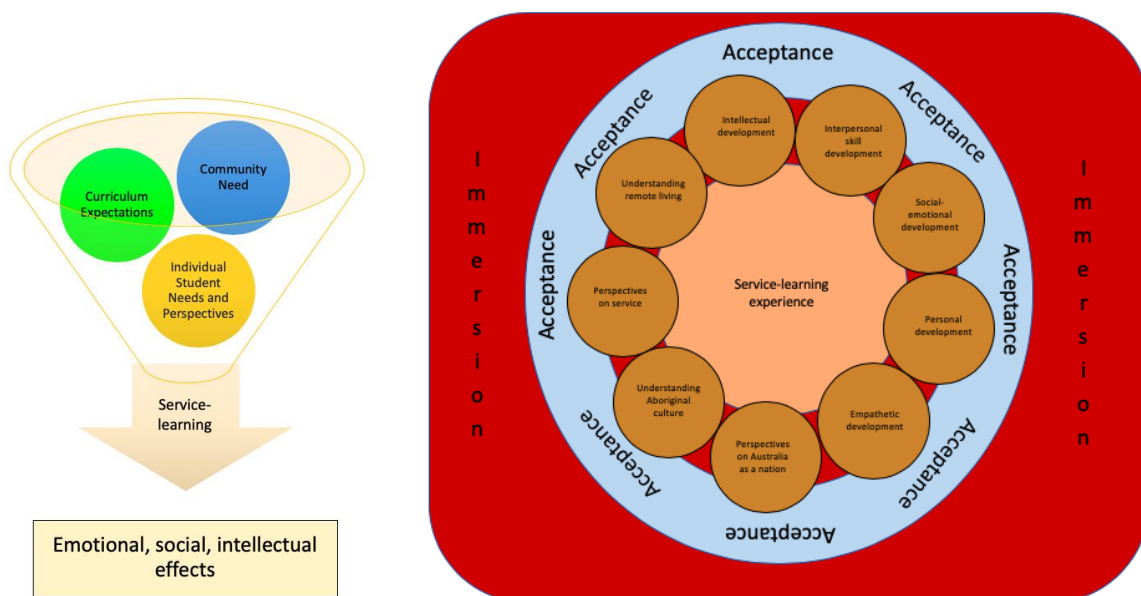 Community
Need
Curriculum
Expectations
Individual
Student
Needs and
Perspectives
Service-
learning
Emotional, social, intellectual
effects
Immersion
Acceptance
Acceptance
Acceptance
Acceptance
Acceptance
Acceptance
Acceptance
Acceptance
Intellectual
development
Interpersonal
skill
development
Social-
emotional
development
Personal
development
Empathetic
development
Perspectives
on Australia
as a nation
Understanding
Aboriginal
culture
Perspectives
on service
Understanding
remote living
Service-learning
experience
Immersion